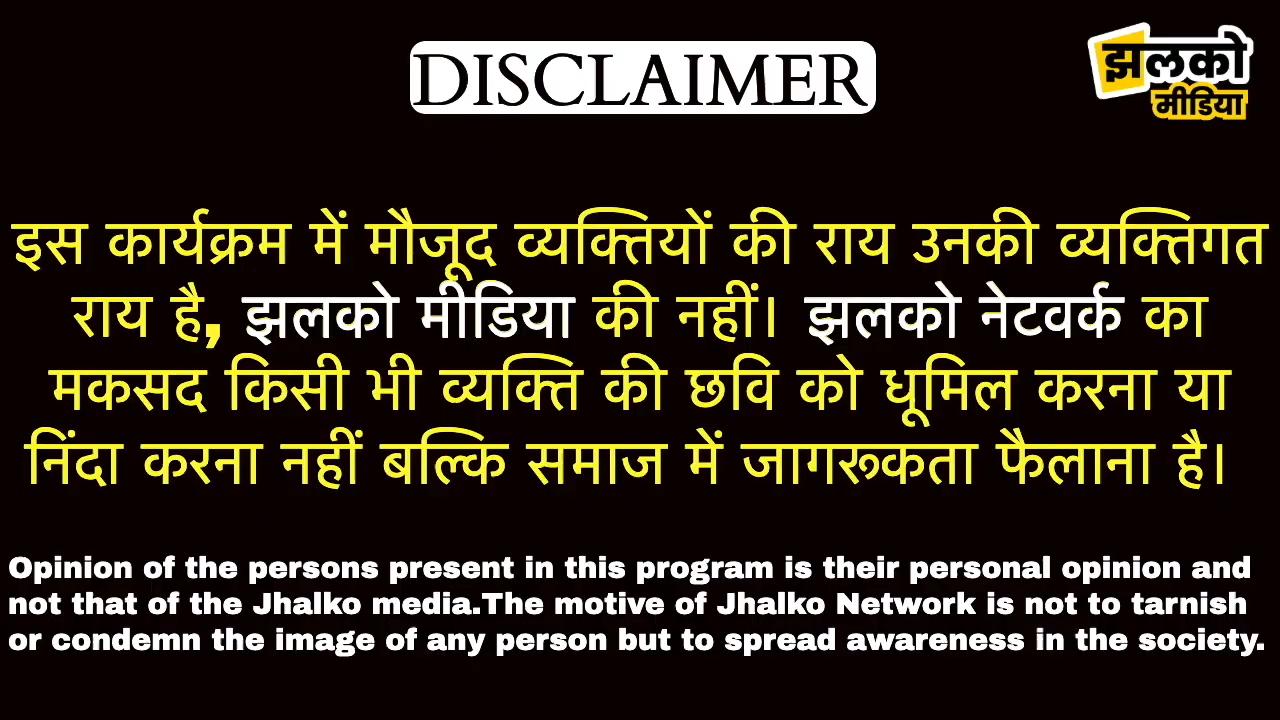 DISCLAIMER
झलको
मीडिया
इस कार्यक्रम में मौजूद व्यक्तियों की राय उनकी व्यक्तिगत
राय है, झलको मीडिया की नहीं। झलको नेटवर्क का
मकसद किसी भी व्यक्ति की छवि को धूमिल करना या
निंदा करना नहीं बल्कि समाज में जागरूकता फैलाना है।
Opinion of the persons present in this program is their personal opinion and
not that of the Jhalko media.The motive of Jhalko Network is not to tarnish
or condemn the image of any person but to spread awareness in the society.